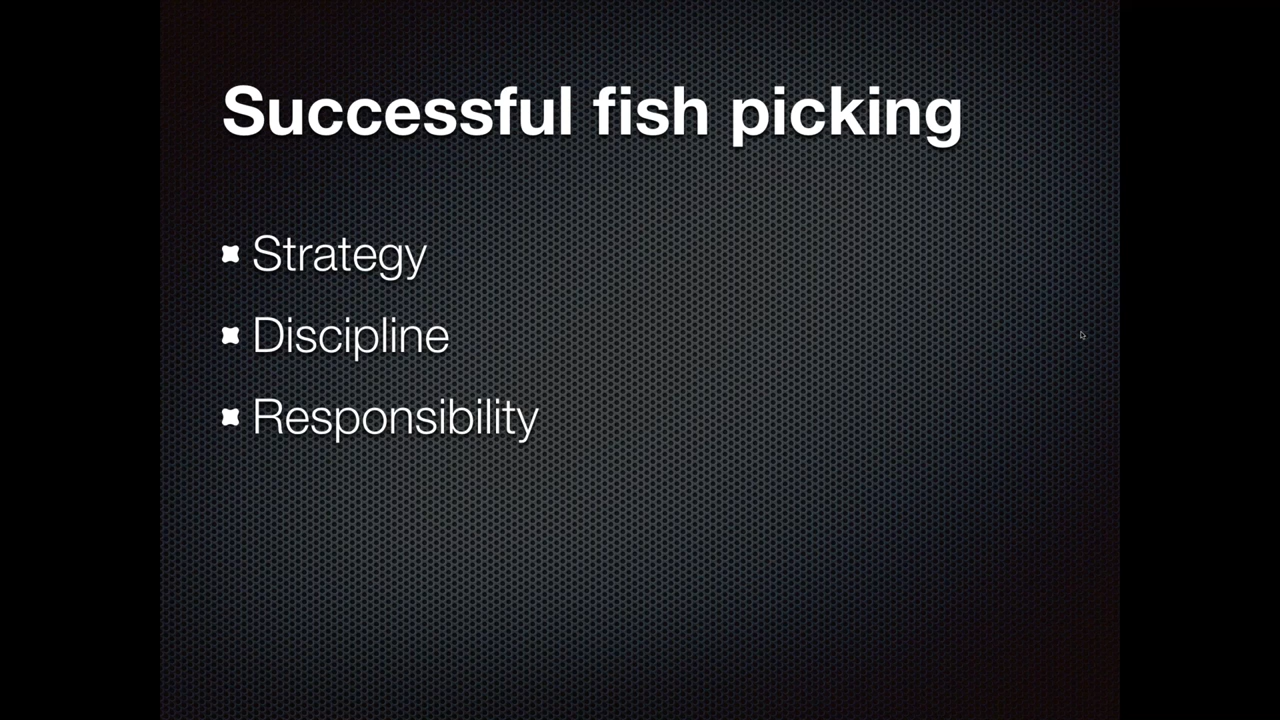 Successful fish picking
Strategy
Discipline
Responsibility